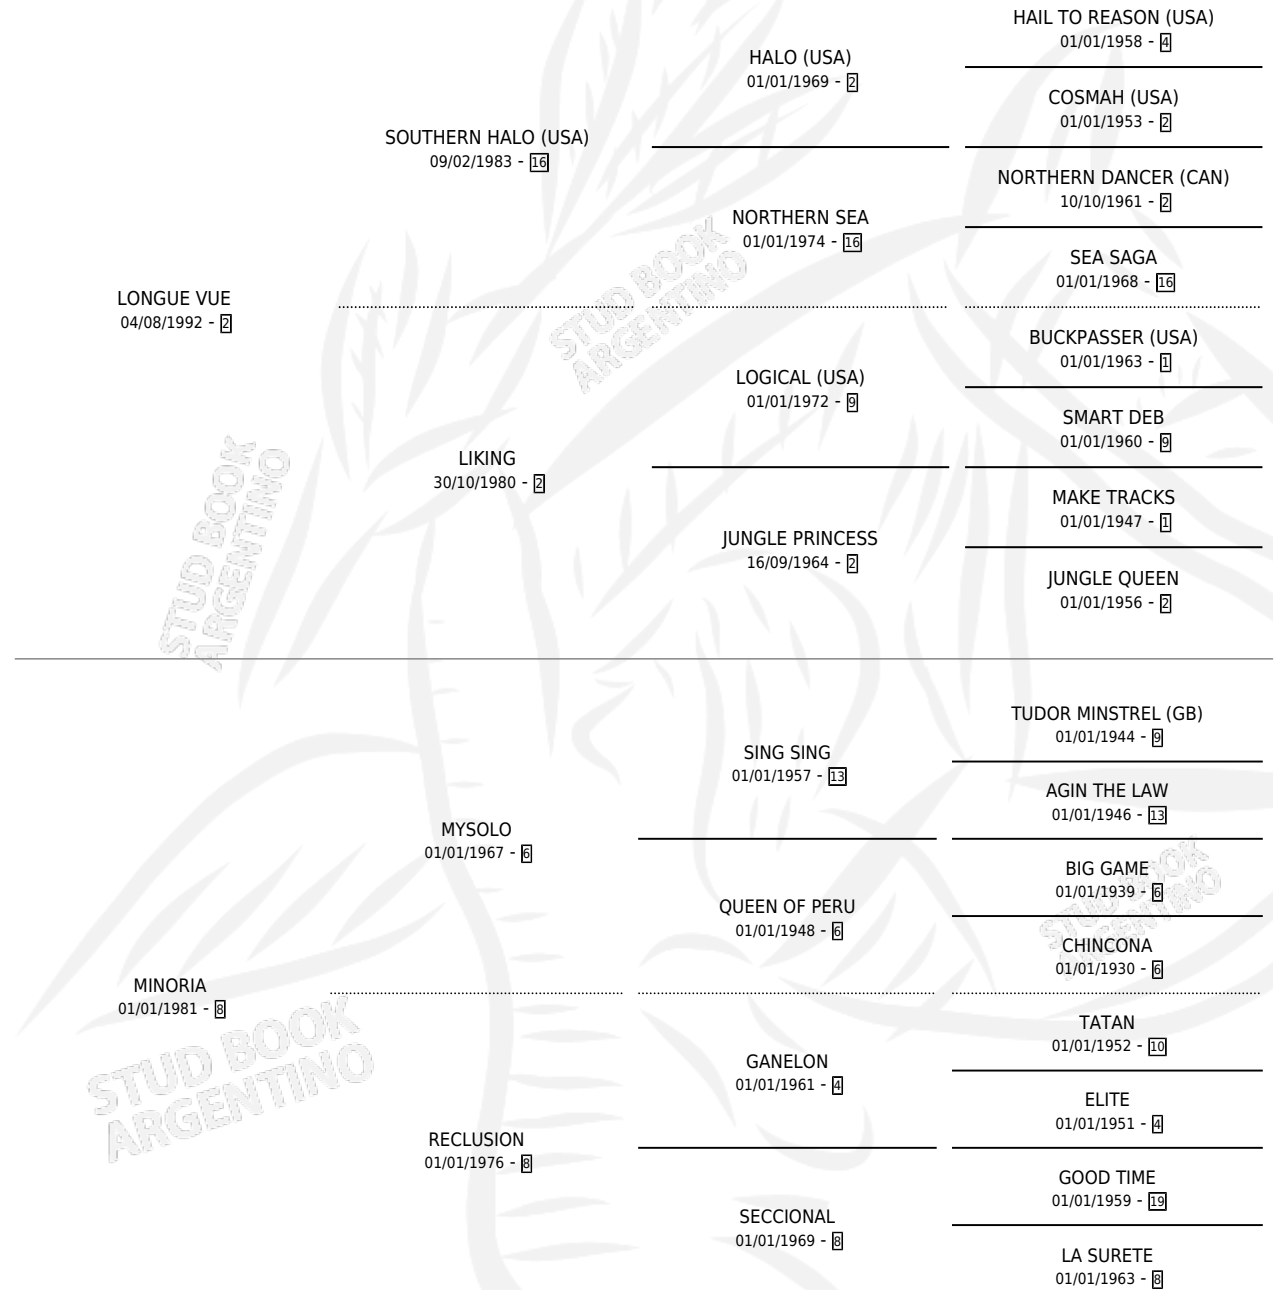 HAIL TO REASON (USA)
01/01/1958 - 4
HALO (USA)
01/01/1969 - 2
COSMAH (USA)
01/01/1953 - 2
SOUTHERN HALO (USA)
09/02/1983 - 16
NORTHERN DANCER (CAN)
10/10/1961 - 2
NORTHERN SEA
01/01/1974 - 16
SEA SAGA
01/01/1968 - 16
LONGUE VUE
04/08/1992 - 2
STUD BOOK
ARGENTINO
BUCKPASSER (USA)
01/01/1963 - 1
LOGICAL (USA)
01/01/1972 - 9
SMART DEB
01/01/1960 - 9
LIKING
30/10/1980 - 2
MAKE TRACKS
01/01/1947 - 1
JUNGLE PRINCESS
16/09/1964 - 2
JUNGLE QUEEN
01/01/1956 - 2
STUD BOOK
ARGENTINO
TUDOR MINSTREL (GB)
01/01/1944 - 9
SING SING
01/01/1957 - 13
AGIN THE LAW
01/01/1946 - 13
MYSOLO
01/01/1967 - 6
BIG GAME
01/01/1939 - 6
QUEEN OF PERU
01/01/1948 - 6
CHINCONA
01/01/1930 - 6
STUD BOOK
ARGENTINO
MINORIA
01/01/1981 - 8
TATAN
01/01/1952 - 10
GANELON
01/01/1961 - 4
ELITE
01/01/1951 - 4
STUD BOOK
ARGENTINO
RECLUSION
01/01/1976 - 8
GOOD TIME
01/01/1959 - 19
SECCIONAL
01/01/1969 - 8
LA SURETE
01/01/1963 - 8